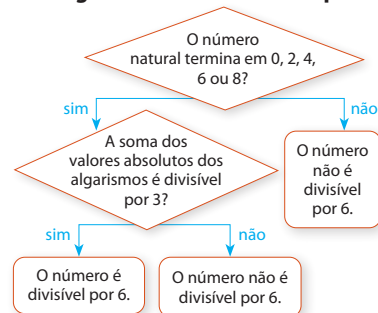 O número
natural termina em 0, 2, 4,
6 ou 8?
sim
não
A soma dos
valores absolutos dos
algarismos é divisível
por 3?
O número
não é
divisível
por 6.
sim
não
O número é
divisível por 6.
O número não é
divisível por 6.